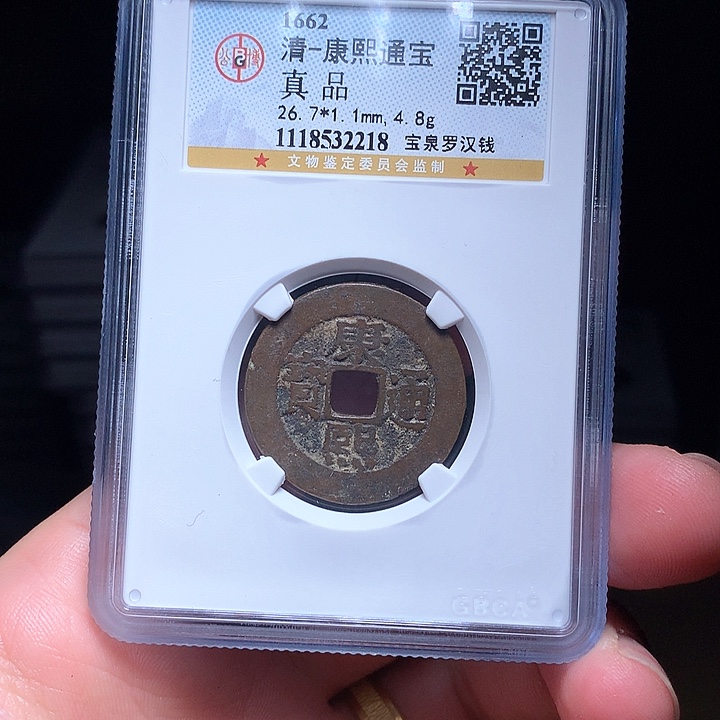 1662
清-康熙通宝
真品
26.7*1.1mm, 4.8g
1118532218 宝泉罗汉钱
★ 文物鉴定委员会监制 ★
康熙通寶
GBCA